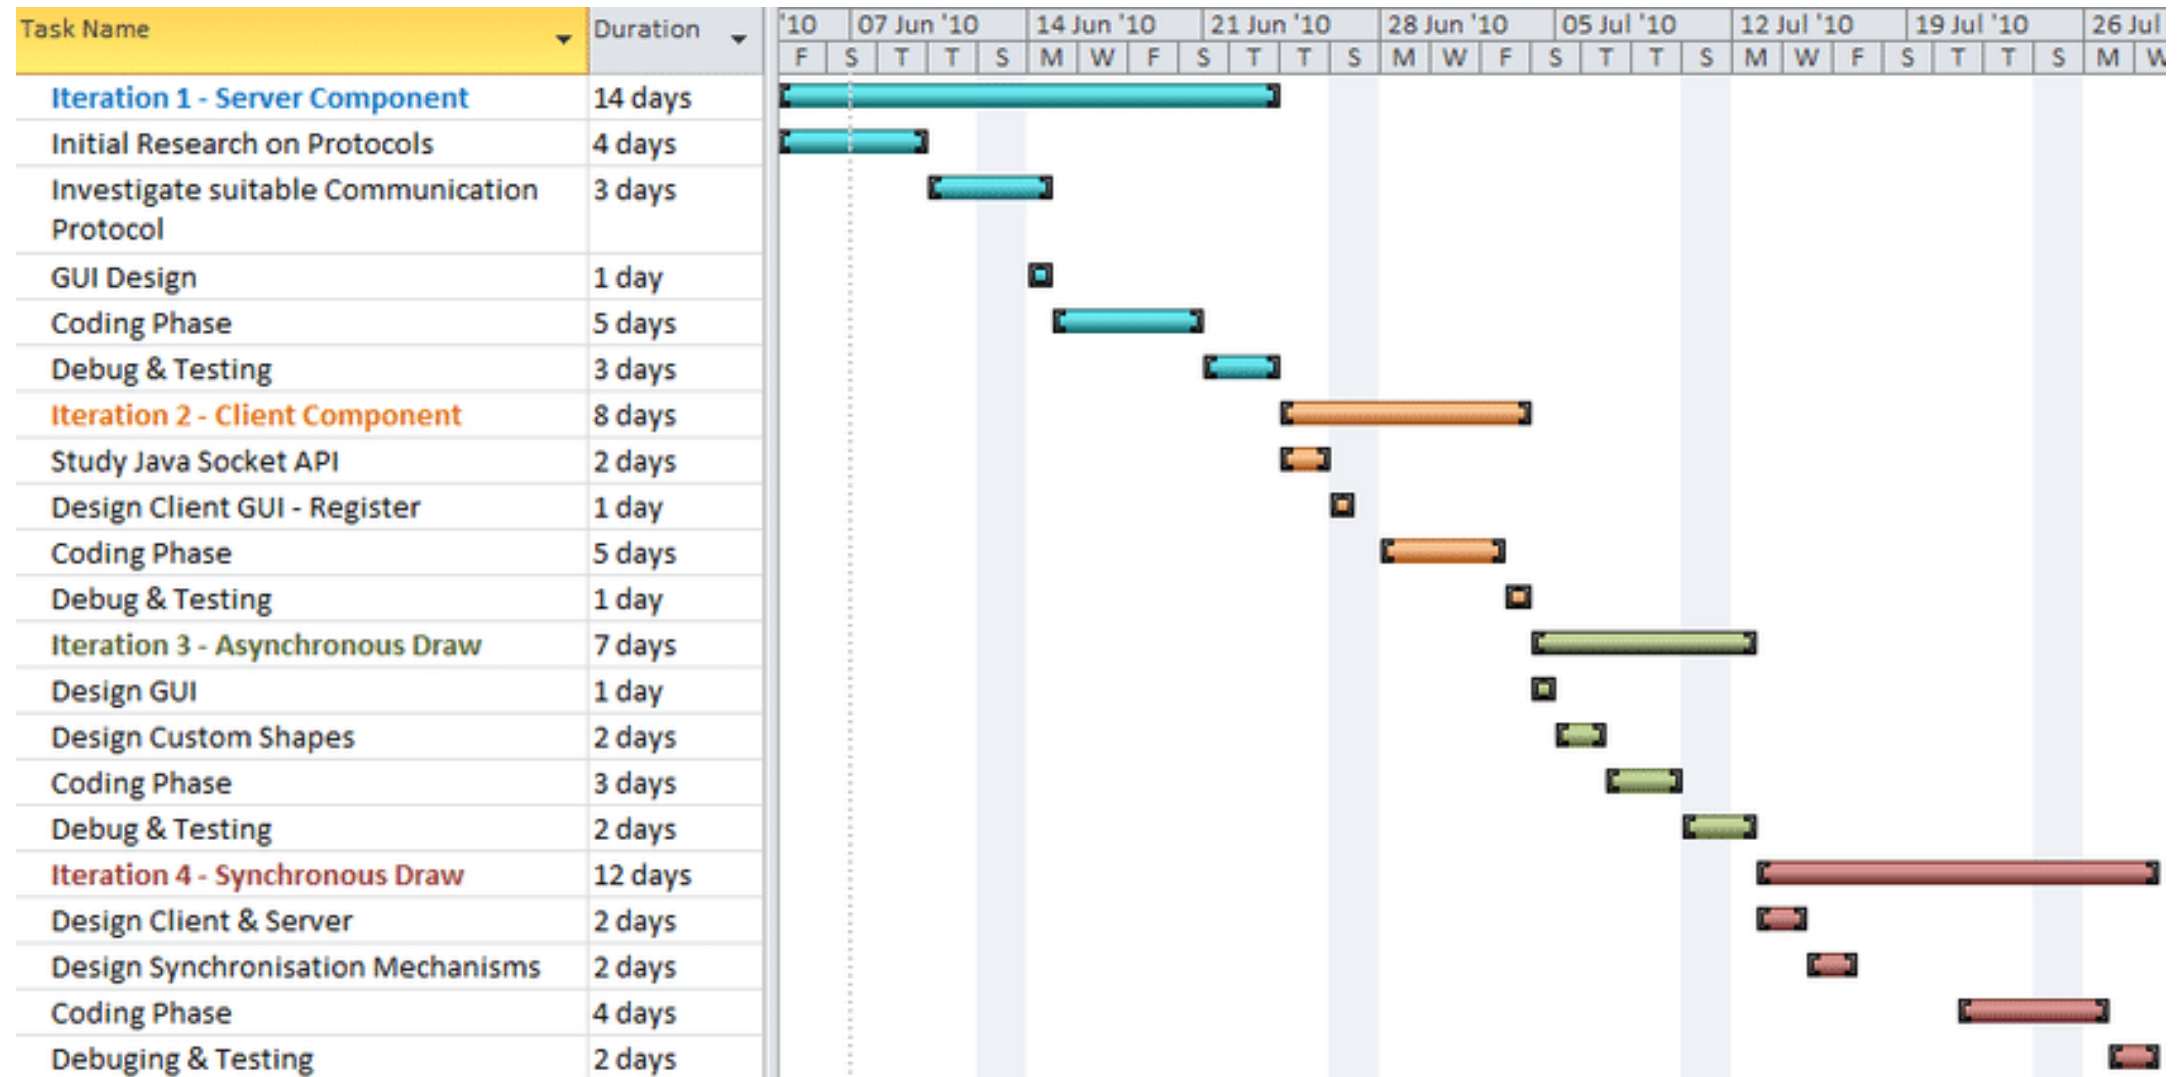 Task Name Duration '10 07 Jun '10 14 Jun '10 21 Jun '10 28 Jun '10 05 Jul '10 12 Jul '10 19 Jul '10 26 Jul
F S T T S M W F S T T S M W F S T T S M W F S T T S M W
Iteration 1 - Server Component 14 days
Initial Research on Protocols 4 days
Investigate suitable Communication 3 days
Protocol
GUI Design 1 day
Coding Phase 5 days
Debug & Testing 3 days
Iteration 2 - Client Component 8 days
Study Java Socket API 2 days
Design Client GUI - Register 1 day
Coding Phase 5 days
Debug & Testing 1 day
Iteration 3 - Asynchronous Draw 7 days
Design GUI 1 day
Design Custom Shapes 2 days
Coding Phase 3 days
Debug & Testing 2 days
Iteration 4 - Synchronous Draw 12 days
Design Client & Server 2 days
Design Synchronisation Mechanisms 2 days
Coding Phase 4 days
Debuging & Testing 2 days